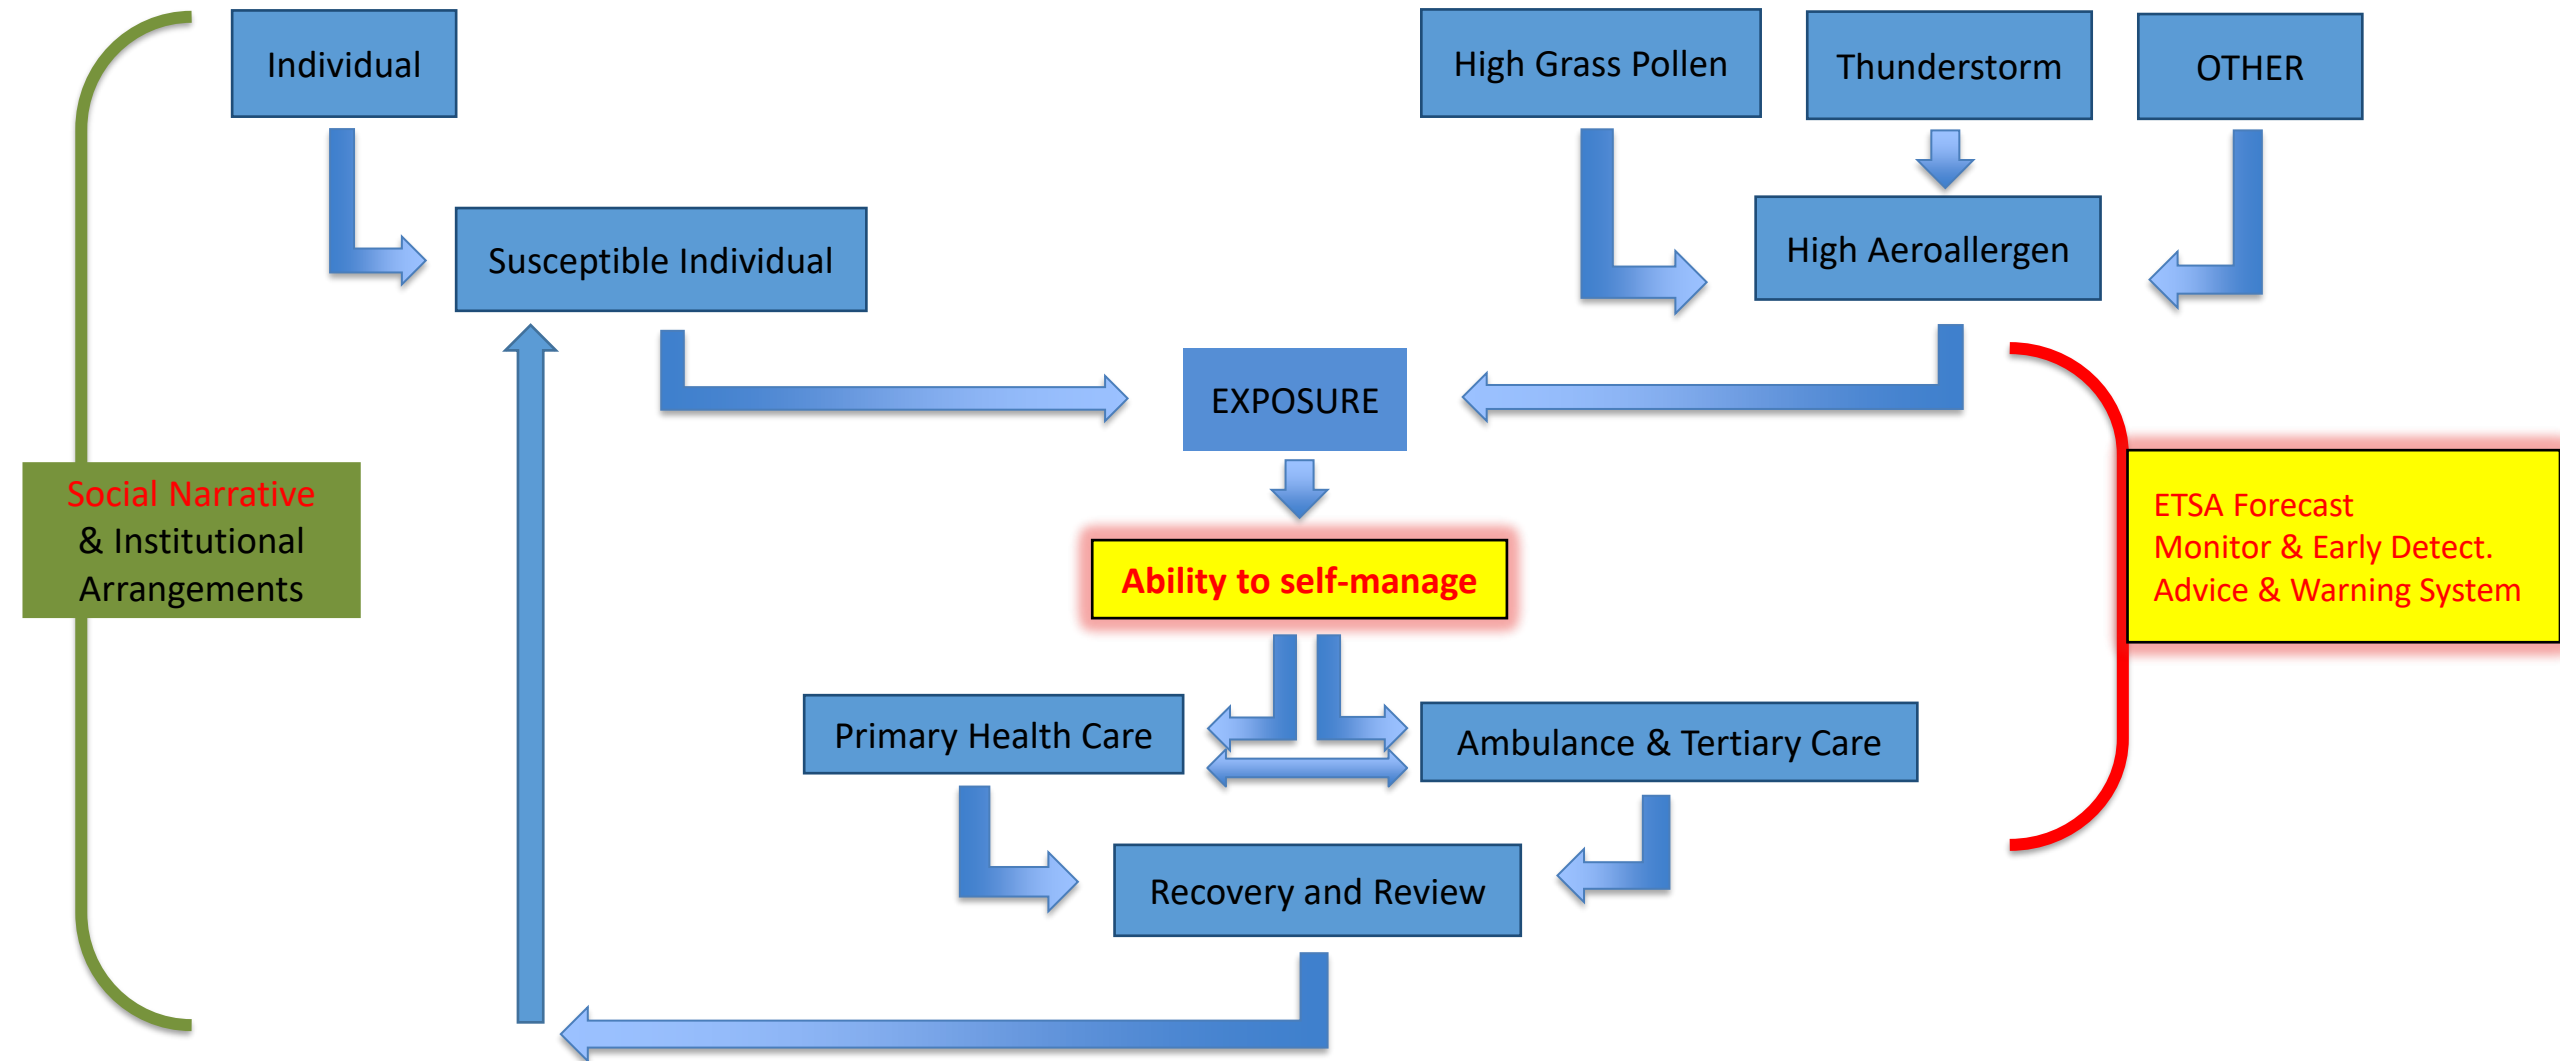 Individual
High Grass Pollen
Thunderstorm
OTHER
Susceptible Individual
High Aeroallergen
EXPOSURE
Social Narrative
& Institutional
Arrangements
ETSA Forecast
Monitor & Early Detect.
Advice & Warning System
Ability to self-manage
Primary Health Care
Ambulance & Tertiary Care
Recovery and Review